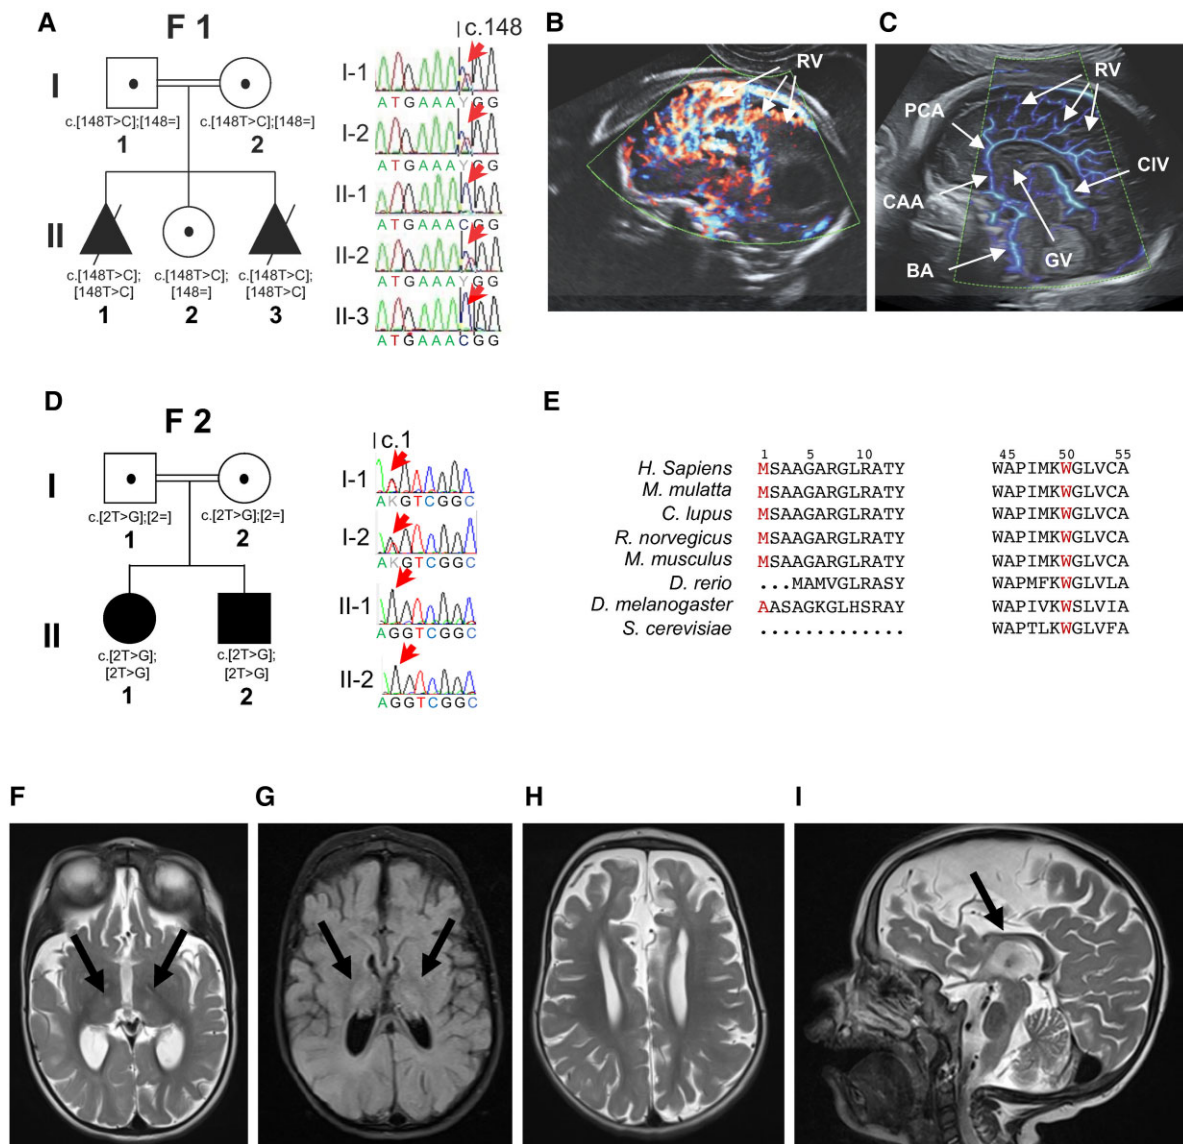 A
F 1
I
c.[148T>C];[148=]
c.[148T>C];[148=]
1
2
II
c.[148T>C];
[148T>C]
c.[148T>C];
[148=]
c.[148T>C];
[148T>C]
1
2
3
c.148
I-1
ATGAAAYGG
I-2
ATGAAAYGG
II-1
ATGAAACGG
II-2
ATGAAAYGG
II-3
ATGAAACGG
B
RV
C
RV
PCA
CIV
CAA
BA
GV
D
F 2
I
c.[2T>G];[2=]
c.[2T>G];[2=]
1
2
II
c.[2T>G];
[2T>G]
c.[2T>G];
[2T>G]
1
2
c.1
I-1
AKGTCGGC
I-2
AKGTCGGC
II-1
AGGTCGGC
II-2
AGGTCGGC
E
1 5 10 45 50 55
H. Sapiens MSAAGARGLRATY WAPIMKWGLVCA
M. mulatta MSAAGARGLRATY WAPIMKWGLVCA
C. lupus MSAAGARGLRATY WAPIMKWGLVCA
R. norvegicus MSAAGARGLRATY WAPIMKWGLVCA
M. musculus MSAAGARGLRATY WAPIMKWGLVCA
D. rerio ...MAMVGLRASY WAPMFKWGLVLA
D. melanogaster AASAGKGLHSRAY WAPIVKWSLVIA
S. cerevisiae ............. WAPTLKWGLVFA
F
G
H
I